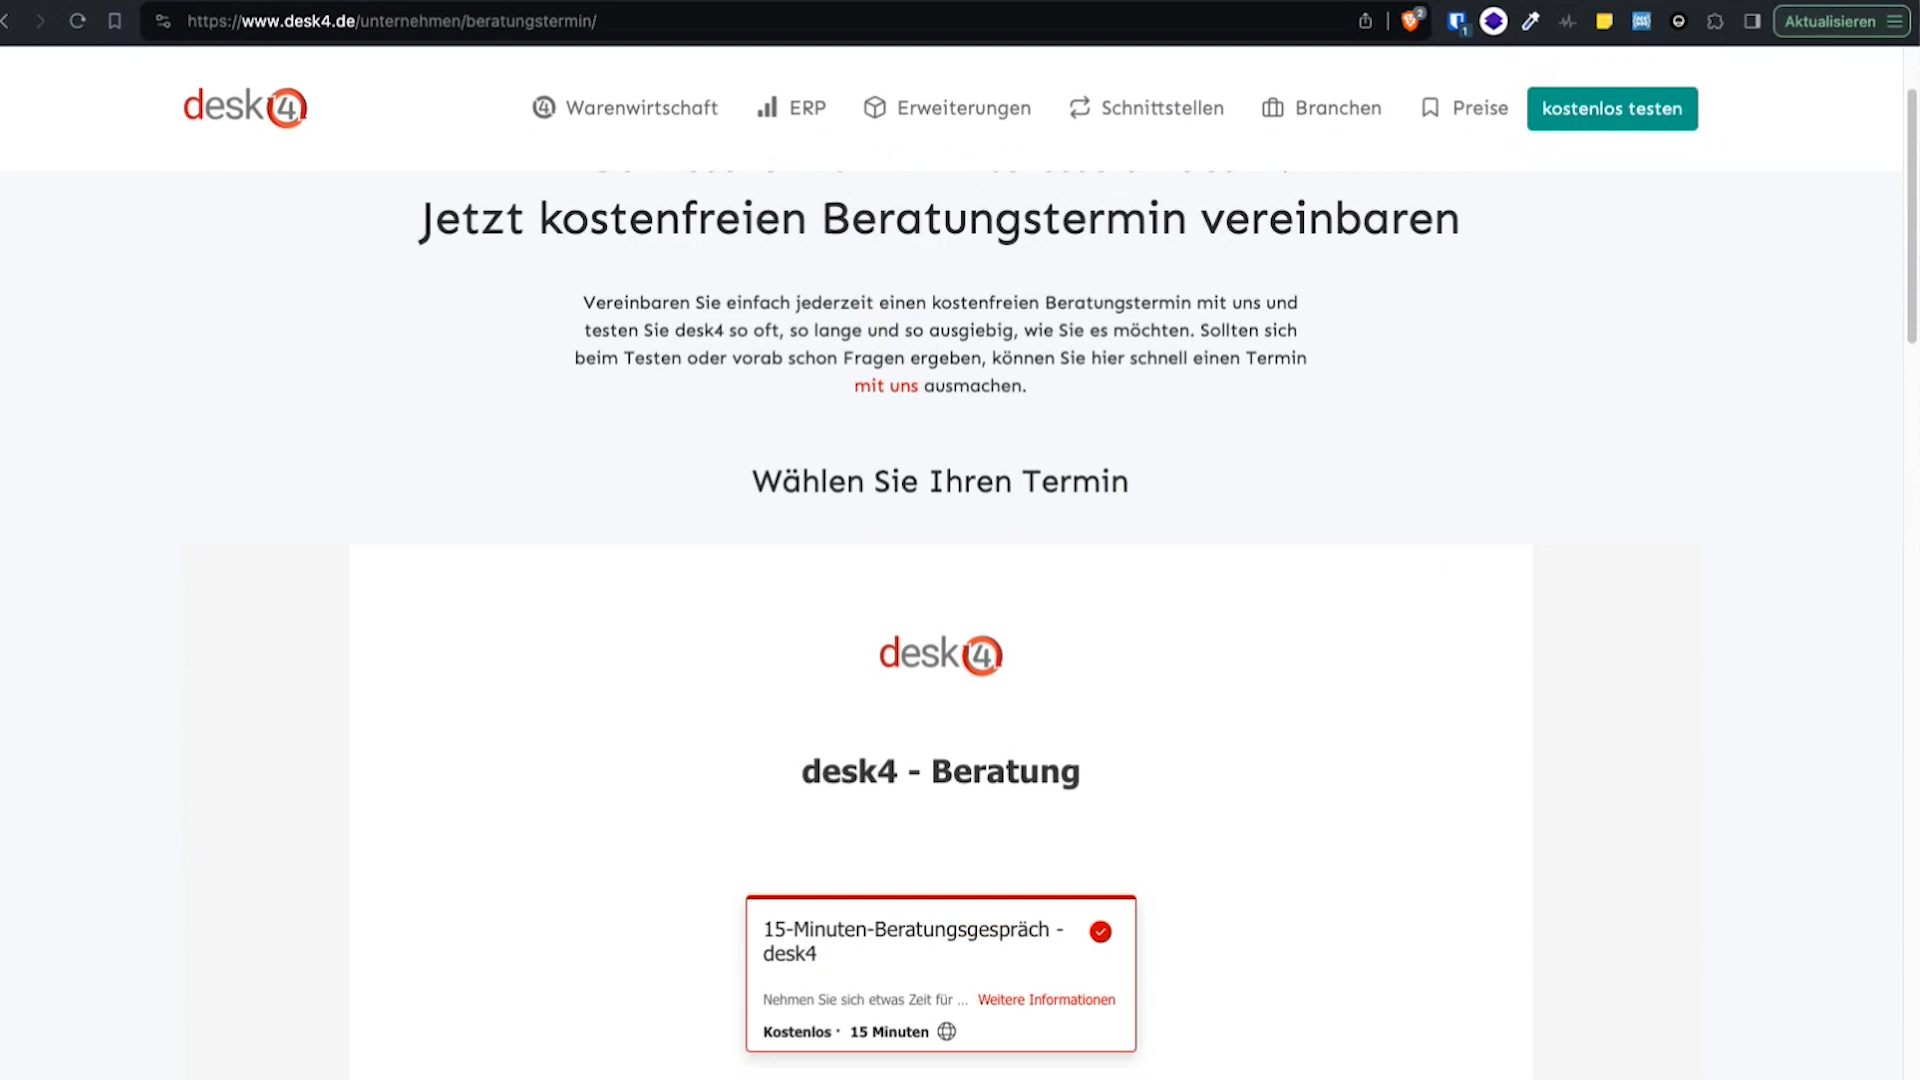 https://www.desk4.de/unternehmen/beratungstermin/
2
1
Aktualisieren
desk4
Warenwirtschaft
ERP
Erweiterungen
Schnittstellen
Branchen
Preise
kostenlos testen
Jetzt kostenfreien Beratungstermin vereinbaren
Vereinbaren Sie einfach jederzeit einen kostenfreien Beratungstermin mit uns und
testen Sie desk4 so oft, so lange und so ausgiebig, wie Sie es möchten. Sollten sich
beim Testen oder vorab schon Fragen ergeben, können Sie hier schnell einen Termin
mit uns ausmachen.
Wählen Sie Ihren Termin
desk4
desk4 - Beratung
15-Minuten-Beratungsgespräch -
desk4
Nehmen Sie sich etwas Zeit für ... Weitere Informationen
Kostenlos · 15 Minuten